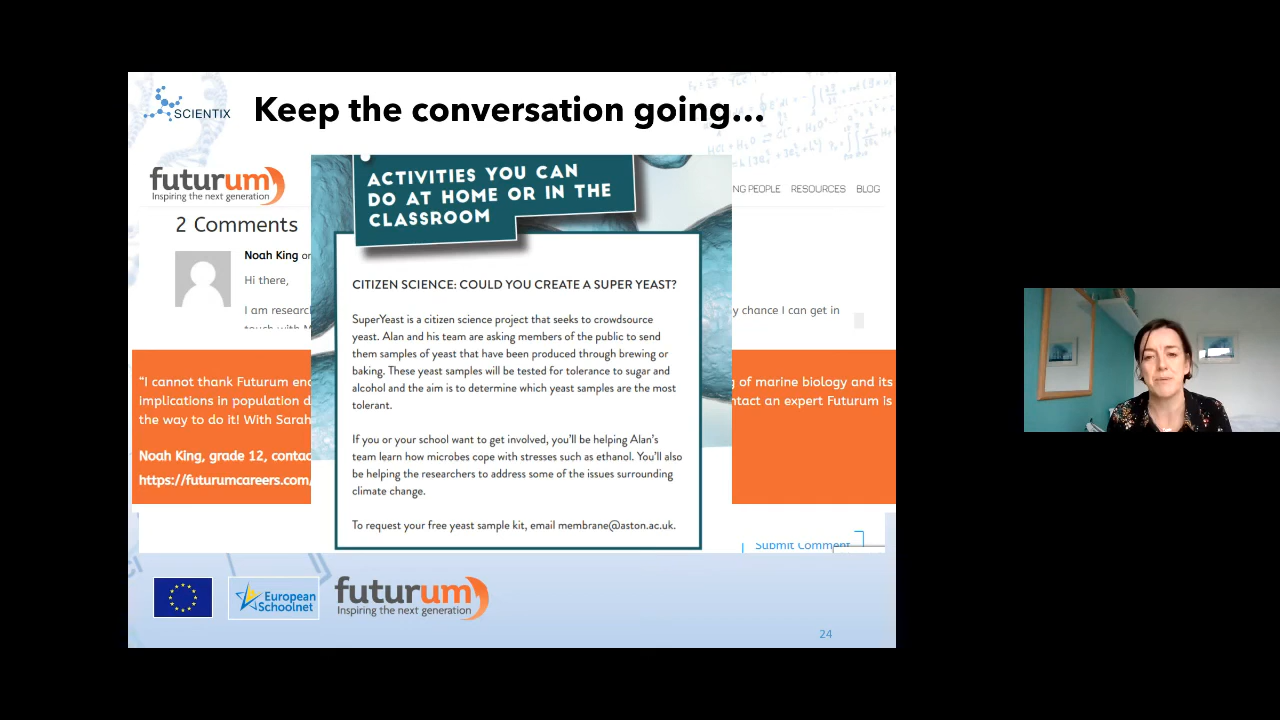 SCIENTIX
Keep the conversation going...
futurum
Inspiring the next generation
NG PEOPLE RESOURCES BLOG
2 Comments
Noah King on
Hi there,
I am researc
y chance I can get in
touch with M
ACTIVITIES YOU CAN
DO AT HOME OR IN THE
CLASSROOM
CITIZEN SCIENCE: COULD YOU CREATE A SUPER YEAST?
SuperYeast is a citizen science project that seeks to crowdsource
yeast. Alan and his team are asking members of the public to send
them samples of yeast that have been produced through brewing or
baking. These yeast samples will be tested for tolerance to sugar and
alcohol and the aim is to determine which yeast samples are the most
tolerant.
If you or your school want to get involved, you'll be helping Alan's
team learn how microbes cope with stresses such as ethanol. You'll also
be helping the researchers to address some of the issues surrounding
climate change.
To request your free yeast sample kit, email membrane@aston.ac.uk.
“I cannot thank Futurum eno
g of marine biology and its
implications in population d
ntact an expert Futurum is
the way to do it! With Sarah
Noah King, grade 12, contac
https://futurumcareers.com/
Submit Comment
European
Schoolnet
futurum
Inspiring the next generation
24